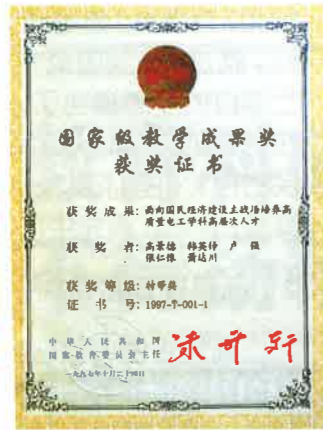 国家级教学成果奖
获奖证书
获奖成果：面向国民经济建设主战场培养高
质量电工学科高层次人才
获奖者：高景德 韩英铎 卢强
张仁豫 萧达川
获奖等级：特等奖
证书号：1997-T-001-1
中华人民共和国
国家教育委员会主任
朱开轩
一九九七年十月二十四日